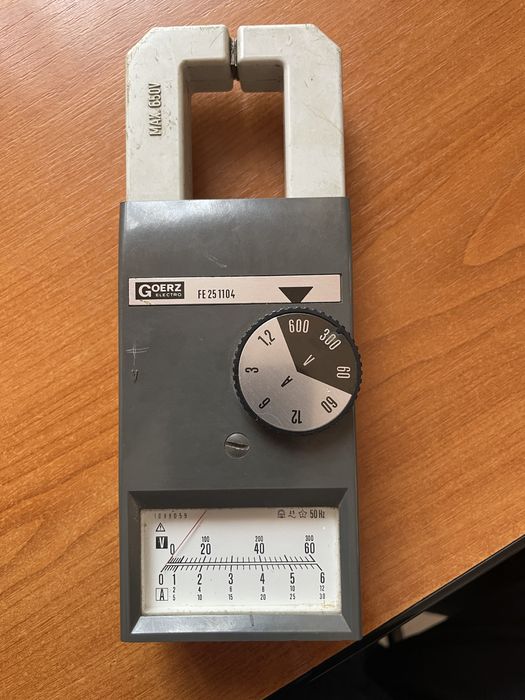 MAX. 650V
GOERZ
ELECTRO
FE 25 1104
600 300 60 V
60 12 6 3 1,2 A
50 Hz
V
100 200 300
0 20 40 60
0 1 2 3 4 5 6
A
2 4 6 8 10 12
5 10 15 20 25 30
A